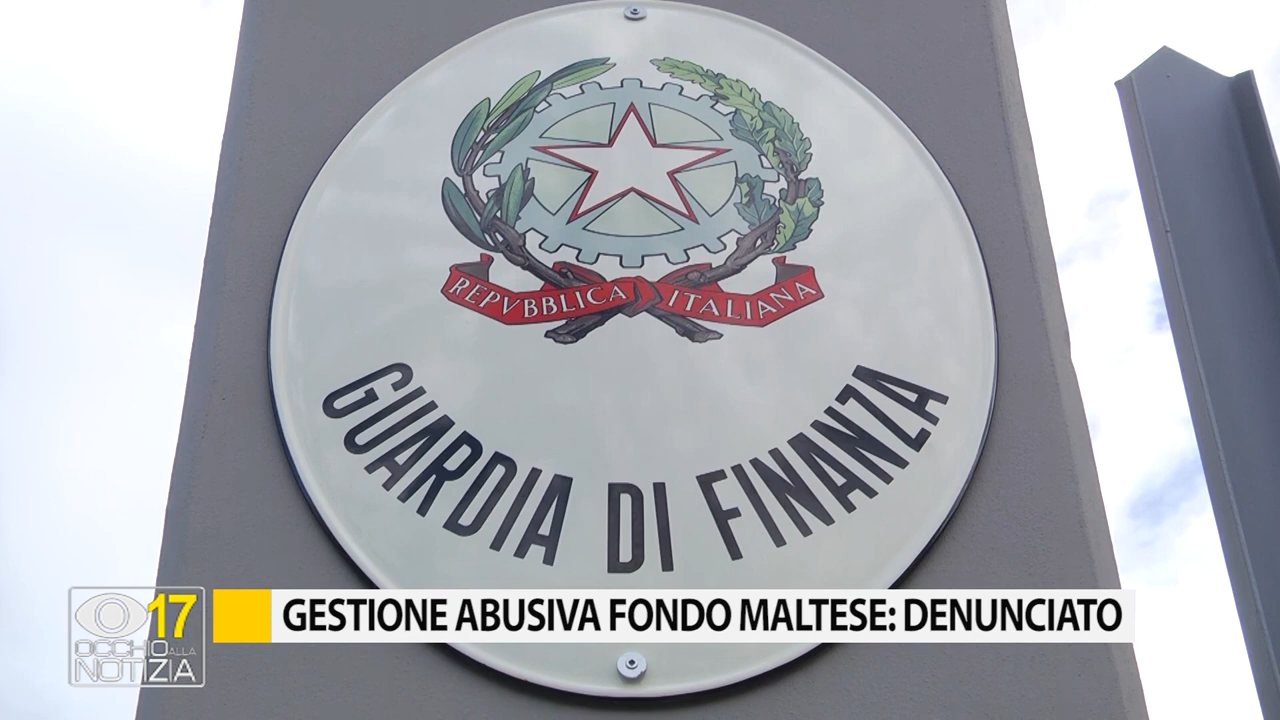 REPVBBLICA ITALIANA
GUARDIA DI FINANZA
17
OCCHIO ALLA
NOTIZIA
GESTIONE ABUSIVA FONDO MALTESE: DENUNCIATO